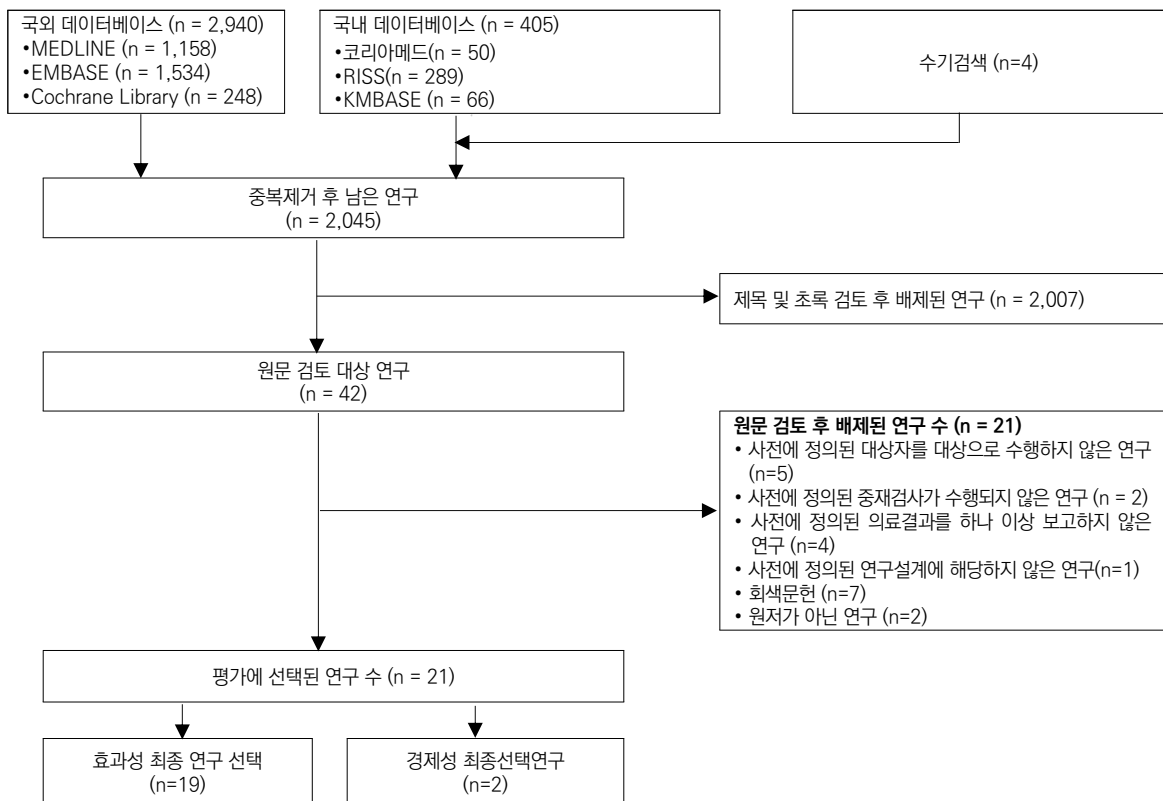 국외 데이터베이스 (n = 2,940)
•MEDLINE (n = 1,158)
•EMBASE (n = 1,534)
•Cochrane Library (n = 248)
국내 데이터베이스 (n = 405)
•코리아메드(n = 50)
•RISS(n = 289)
•KMBASE (n = 66)
수기검색 (n=4)
중복제거 후 남은 연구
(n = 2,045)
제목 및 초록 검토 후 배제된 연구 (n = 2,007)
원문 검토 대상 연구
(n = 42)
원문 검토 후 배제된 연구 수 (n = 21)
• 사전에 정의된 대상자를 대상으로 수행하지 않은 연구
(n=5)
• 사전에 정의된 중재검사가 수행되지 않은 연구 (n = 2)
• 사전에 정의된 의료결과를 하나 이상 보고하지 않은
연구 (n=4)
• 사전에 정의된 연구설계에 해당하지 않은 연구(n=1)
• 회색문헌 (n=7)
• 원저가 아닌 연구 (n=2)
평가에 선택된 연구 수 (n = 21)
효과성 최종 연구 선택
(n=19)
경제성 최종선택연구
(n=2)